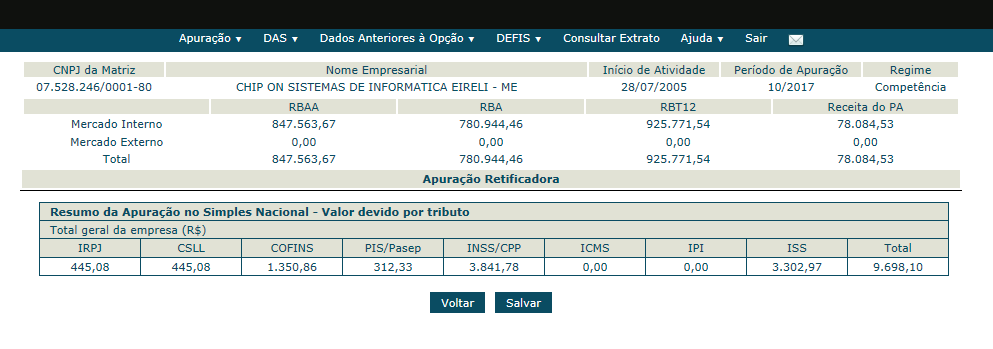 Apuração ▾ DAS ▾ Dados Anteriores à Opção ▾ DEFIS ▾ Consultar Extrato Ajuda ▾ Sair
CNPJ da Matriz Nome Empresarial Início de Atividade Período de Apuração Regime
07.528.246/0001-80 CHIP ON SISTEMAS DE INFORMATICA EIRELI - ME 28/07/2005 10/2017 Competência
RBAA RBA RBT12 Receita do PA
Mercado Interno 847.563,67 780.944,46 925.771,54 78.084,53
Mercado Externo 0,00 0,00 0,00 0,00
Total 847.563,67 780.944,46 925.771,54 78.084,53
Apuração Retificadora
Resumo da Apuração no Simples Nacional - Valor devido por tributo
Total geral da empresa (R$)
IRPJ CSLL COFINS PIS/Pasep INSS/CPP ICMS IPI ISS Total
445,08 445,08 1.350,86 312,33 3.841,78 0,00 0,00 3.302,97 9.698,10
Voltar Salvar